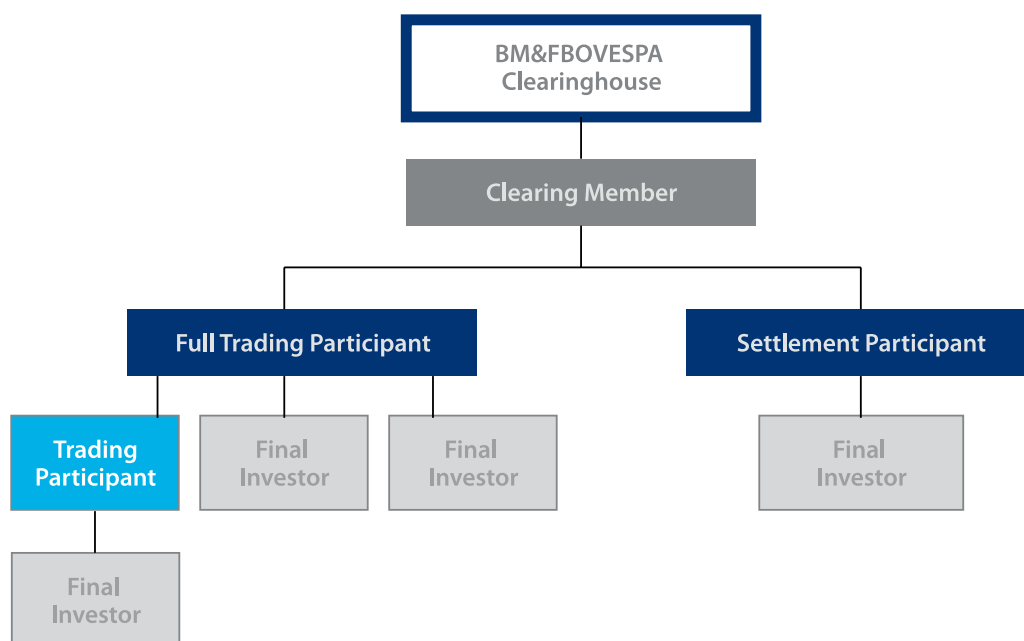 BM&FBOVESPA
Clearinghouse
Clearing Member
Full Trading Participant
Settlement Participant
Trading
Participant
Final
Investor
Final
Investor
Final
Investor
Final
Investor